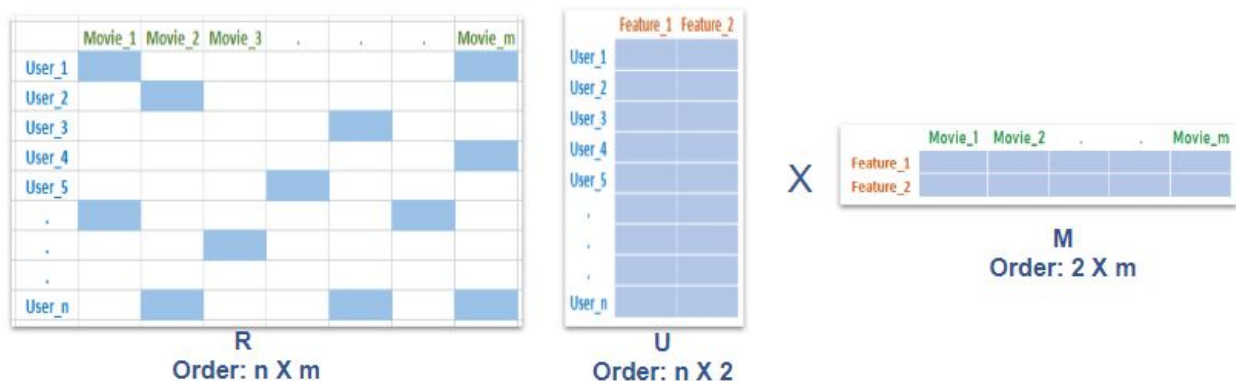 Movie_1 Movie_2 Movie_3 . . . Movie_m
User_1
User_2
User_3
User_4
User_5
.
.
.
User_n
R
Order: n X m
Feature_1 Feature_2
User_1
User_2
User_3
User_4
User_5
.
.
.
User_n
U
Order: n X 2
X
Movie_1 Movie_2 . . Movie_m
Feature_1
Feature_2
M
Order: 2 X m